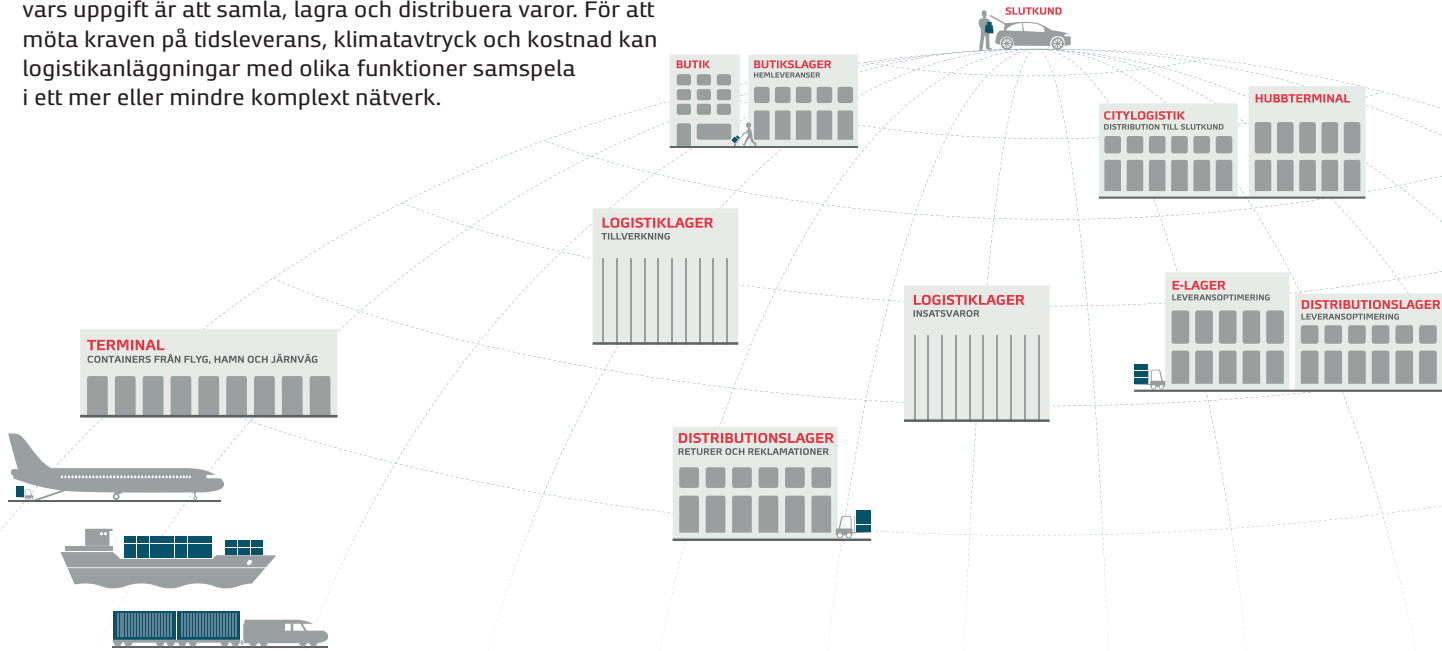 vars uppgift är att samla, lagra och distribuera varor. För att
möta kraven på tidsleverans, klimatavtryck och kostnad kan
logistikanläggningar med olika funktioner samspela
i ett mer eller mindre komplext nätverk.
SLUTKUND
BUTIK
BUTIKSLAGER
HEMLEVERANSER
HUBBTERMINAL
CITYLOGISTIK
DISTRIBUTION TILL SLUTKUND
LOGISTIKLAGER
TILLVERKNING
LOGISTIKLAGER
INSATSVAROR
E-LAGER
LEVERANSOPTIMERING
DISTRIBUTIONSLAGER
LEVERANSOPTIMERING
TERMINAL
CONTAINERS FRÅN FLYG, HAMN OCH JÄRNVÄG
DISTRIBUTIONSLAGER
RETURER OCH REKLAMATIONER